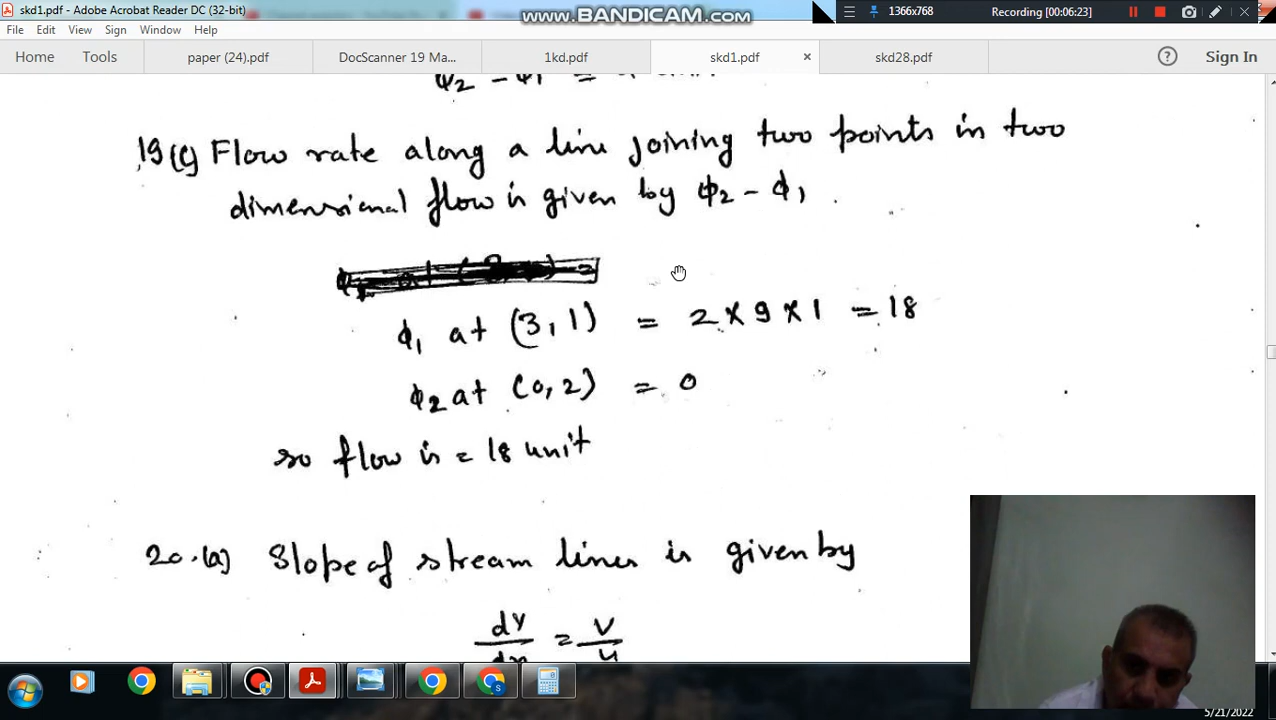 skd1.pdf - Adobe Acrobat Reader DC (32-bit)
www.BANDICAM.com
1366x768
Recording [00:06:23]
File Edit View Sign Window Help
Home Tools paper (24).pdf DocScanner 19 Ma... 1kd.pdf skd1.pdf × skd28.pdf ? Sign In
19(c) Flow rate along a line joining two points in two
dimensional flow is given by ϕ2 - ϕ1.
ϕ1 at (3, 1) = 2 × 9 × 1 = 18
ϕ2 at (0, 2) = 0
so flow is = 18 unit
20.(a) Slope of stream lines is given by
dy/dx = v/u
5/21/2022